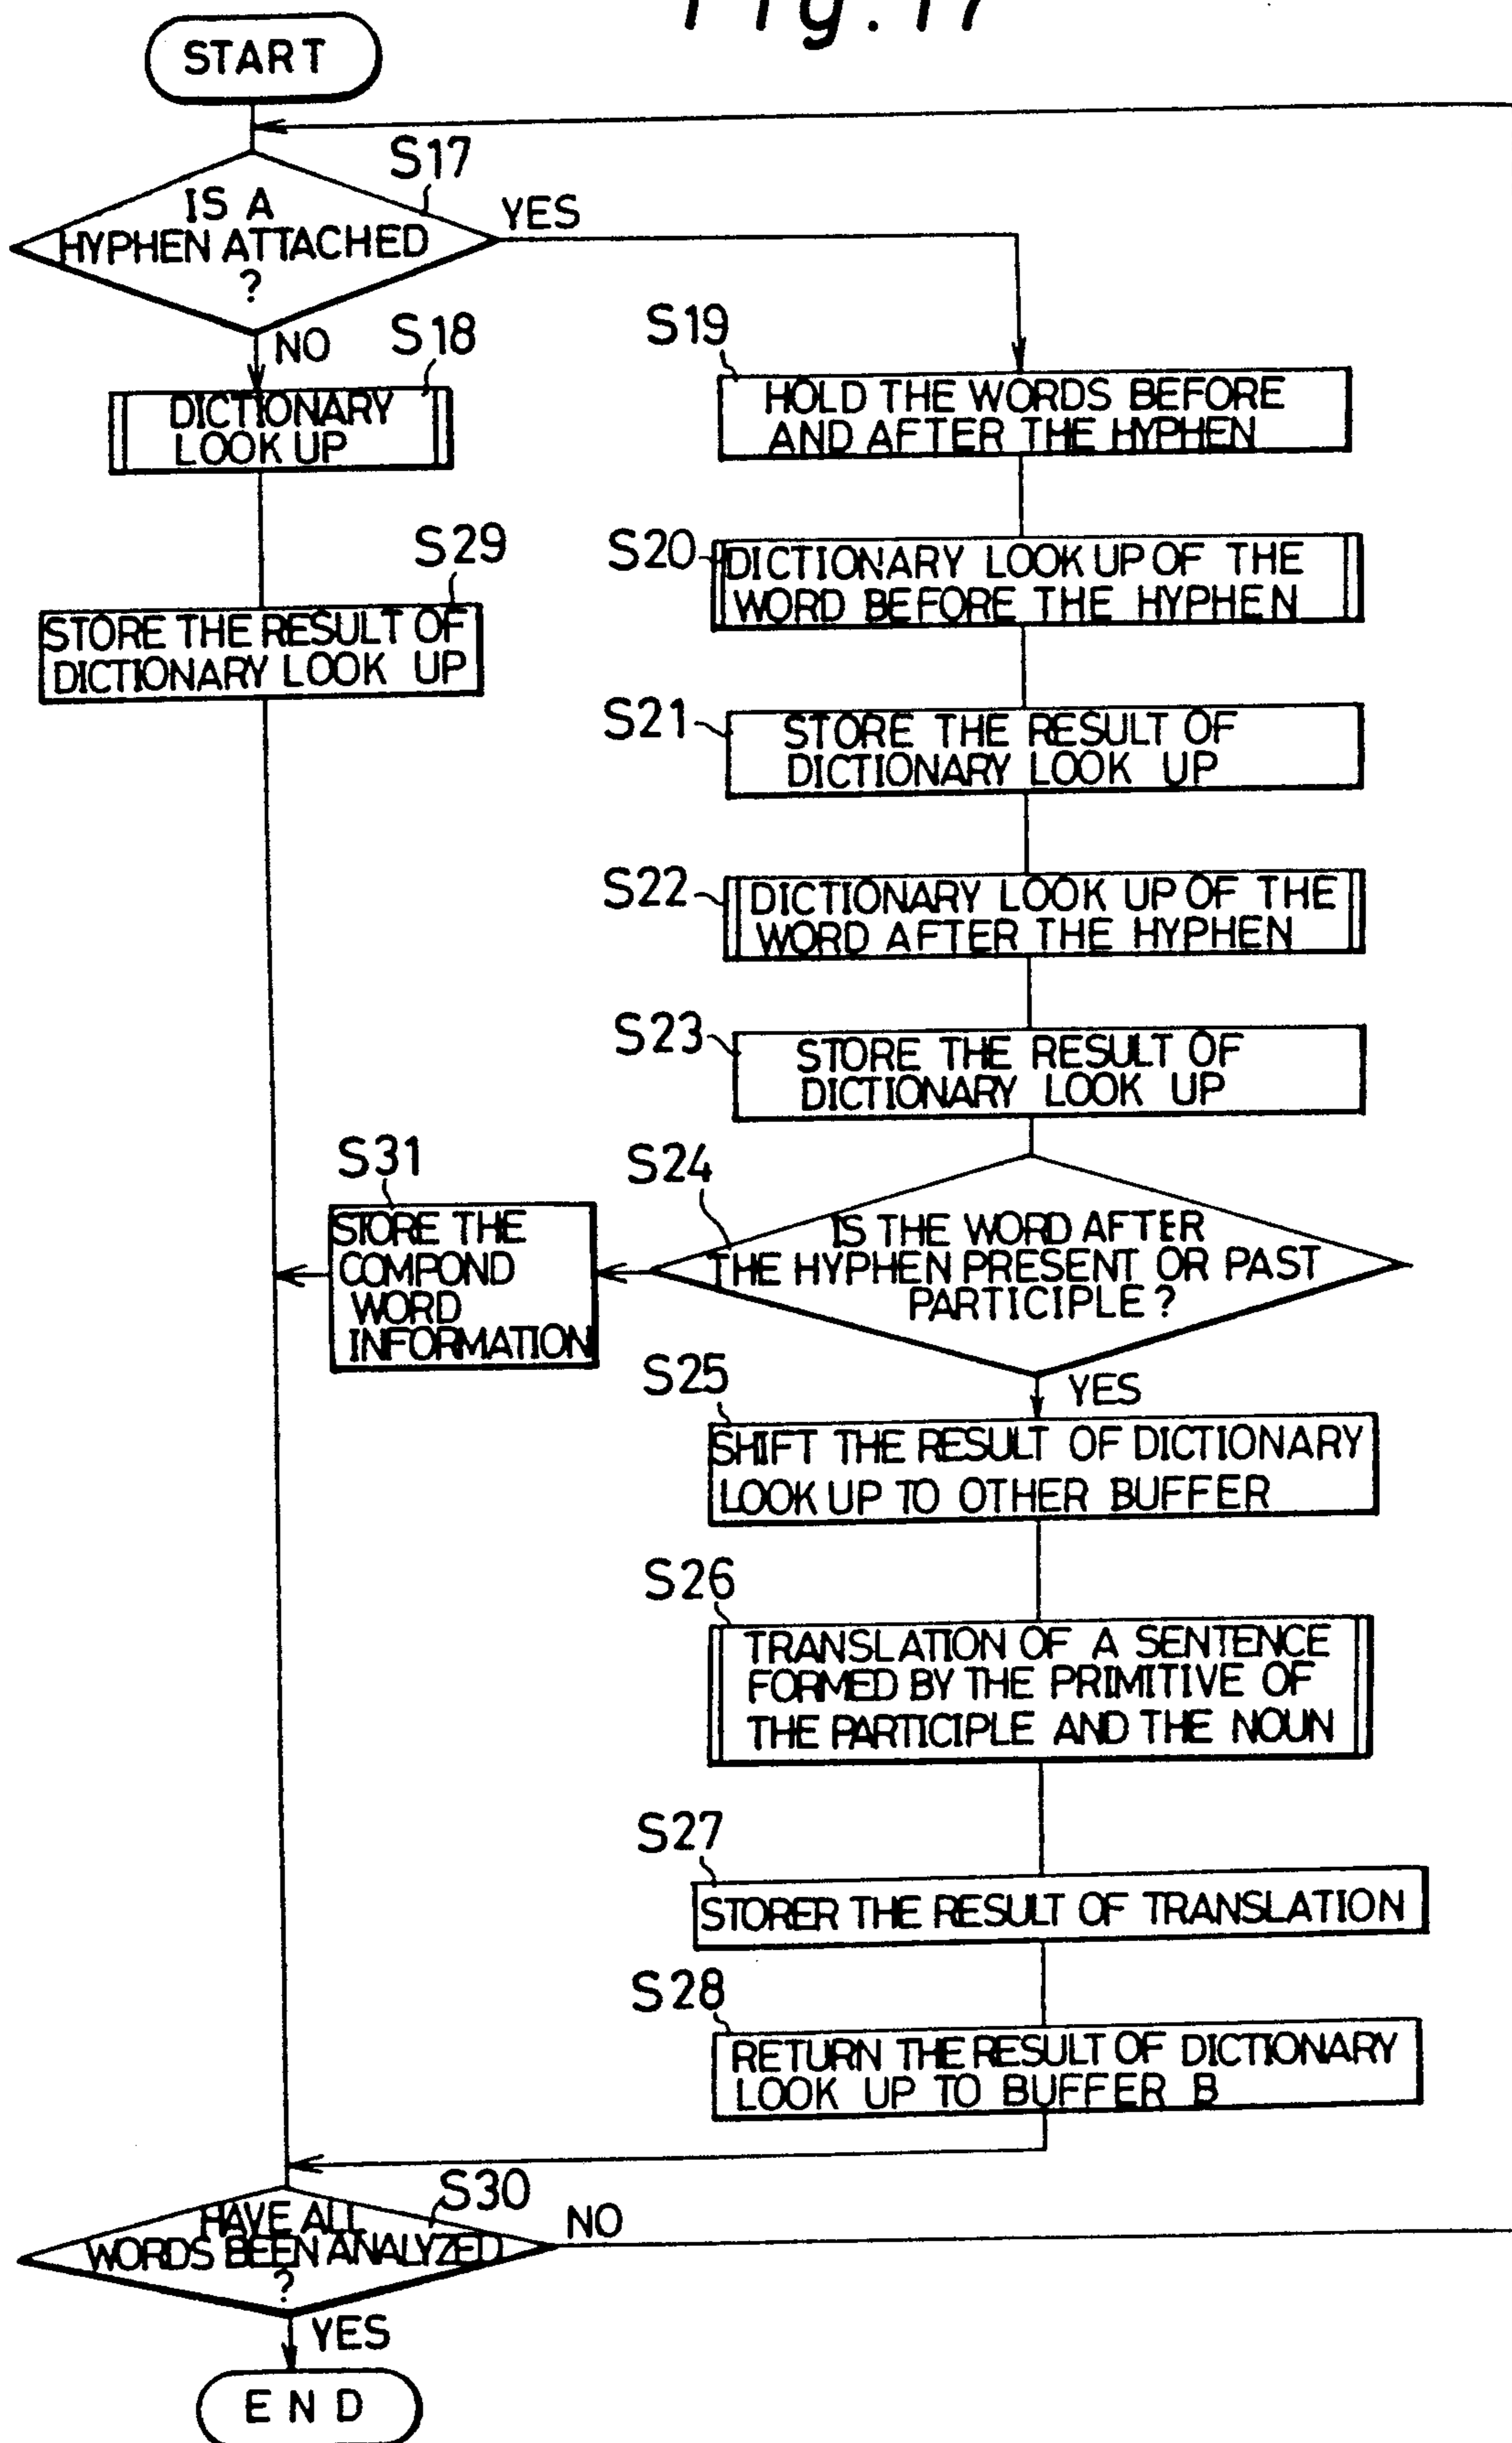 Fig. 17
START
S17
IS A
HYPHEN ATTACHED
?
YES
NO
S18
DICTIONARY
LOOK UP
S29
STORE THE RESULT OF
DICTIONARY LOOK UP
S19
HOLD THE WORDS BEFORE
AND AFTER THE HYPHEN
S20
DICTIONARY LOOK UP OF THE
WORD BEFORE THE HYPHEN
S21
STORE THE RESULT OF
DICTIONARY LOOK UP
S22
DICTIONARY LOOK UP OF THE
WORD AFTER THE HYPHEN
S23
STORE THE RESULT OF
DICTIONARY LOOK UP
S24
IS THE WORD AFTER
THE HYPHEN PRESENT OR PAST
PARTICIPLE ?
S31
STORE THE
COMPOND
WORD
INFORMATION
YES
S25
SHIFT THE RESULT OF DICTIONARY
LOOK UP TO OTHER BUFFER
S26
TRANSLATION OF A SENTENCE
FORMED BY THE PRIMITIVE OF
THE PARTICIPLE AND THE NOUN
S27
STORER THE RESULT OF TRANSLATION
S28
RETURN THE RESULT OF DICTIONARY
LOOK UP TO BUFFER B
S30
HAVE ALL
WORDS BEEN ANALYZED
?
NO
YES
END